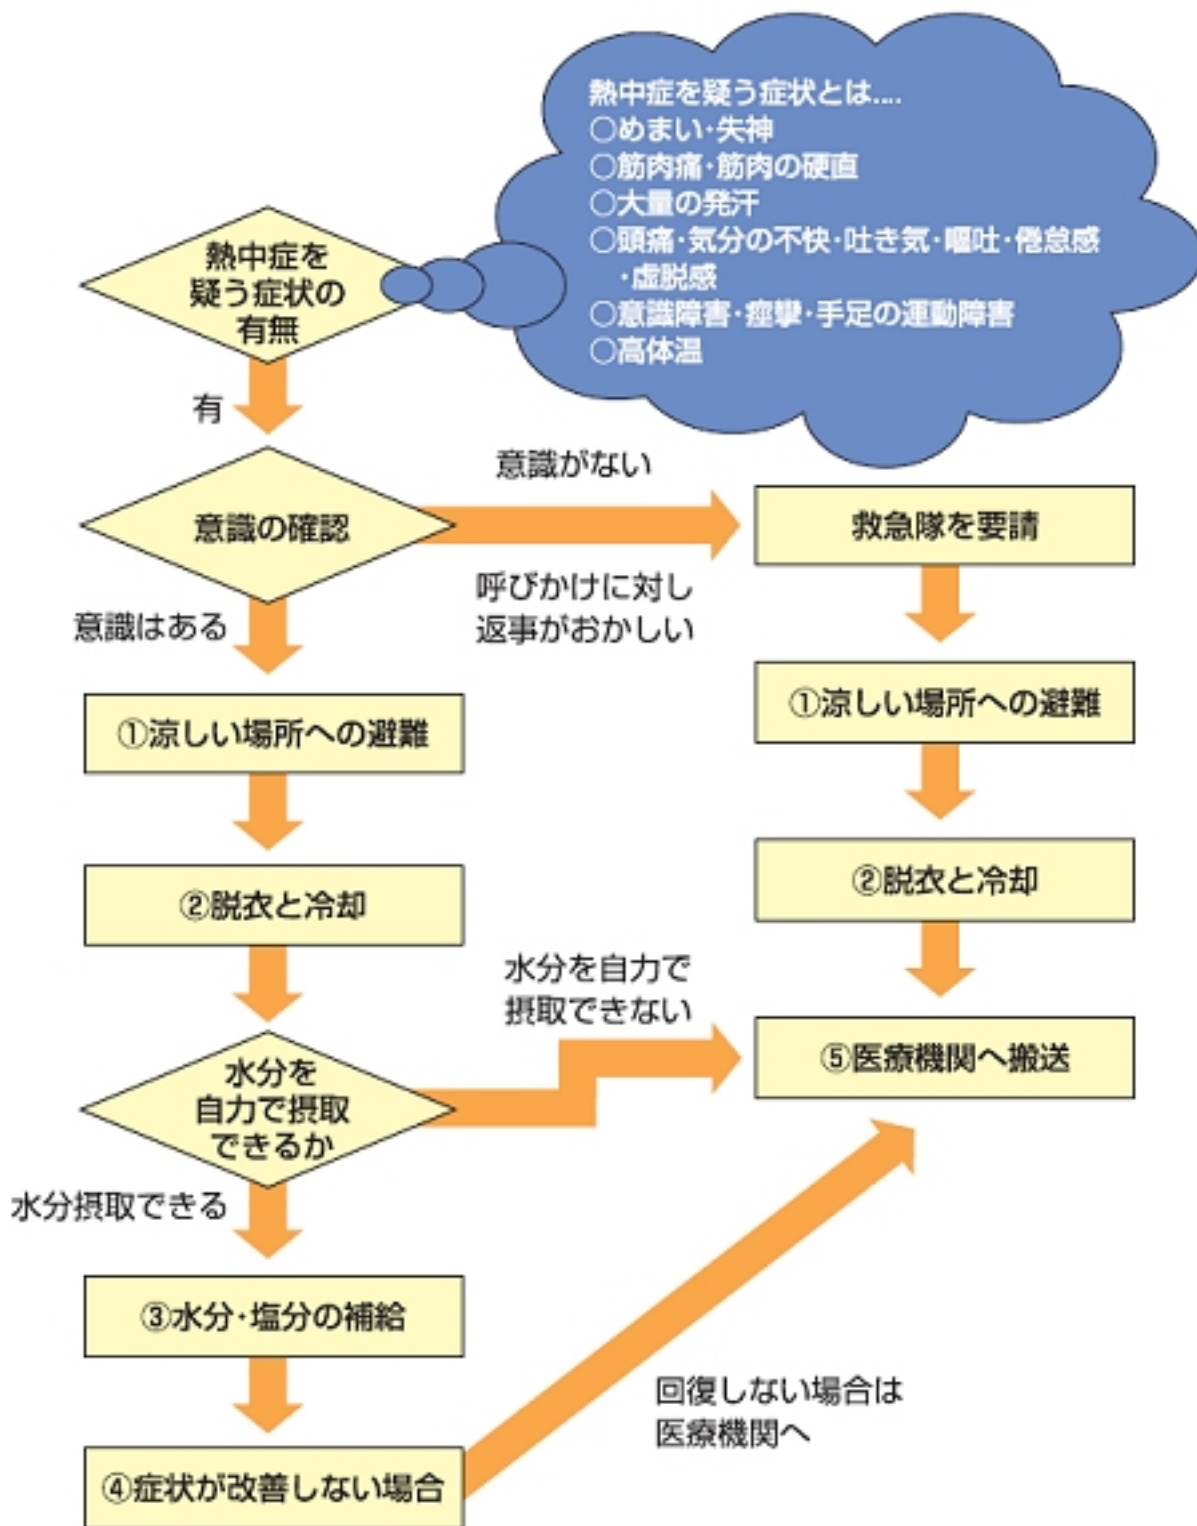 熱中症を疑う症状とは....
○めまい・失神
○筋肉痛・筋肉の硬直
○大量の発汗
○頭痛・気分の不快・吐き気・嘔吐・倦怠感
・虚脱感
○意識障害・痙攣・手足の運動障害
○高体温
熱中症を
疑う症状の
有無
有
意識の確認
意識がない
呼びかけに対し
返事がおかしい
救急隊を要請
意識はある
①涼しい場所への避難
①涼しい場所への避難
②脱衣と冷却
②脱衣と冷却
水分を自力で
摂取できない
水分を
自力で摂取
できるか
⑤医療機関へ搬送
水分摂取できる
③水分・塩分の補給
回復しない場合は
医療機関へ
④症状が改善しない場合